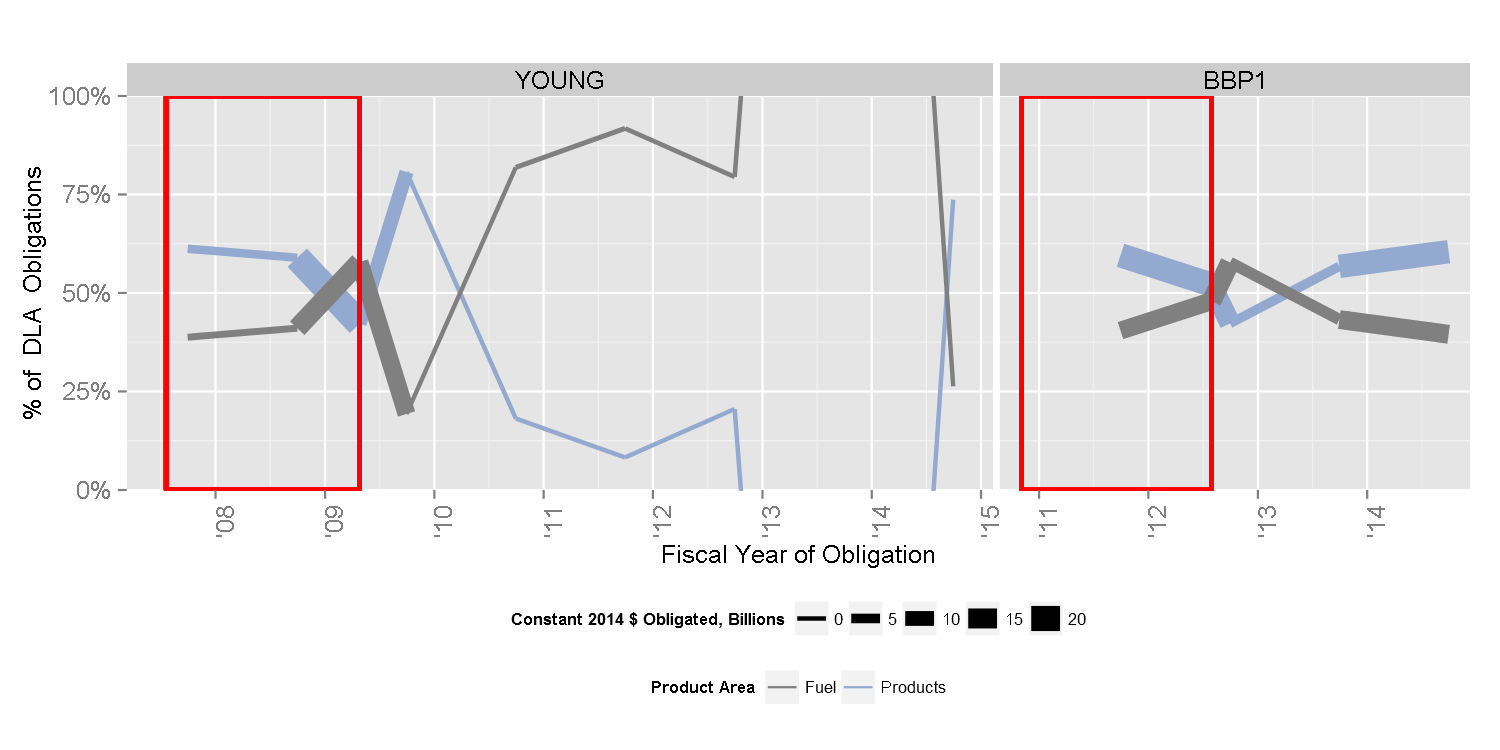 YOUNG
BBP1
% of DLA Obligations
100%
75%
50%
25%
0%
'08
'09
'10
'11
'12
'13
'14
'15
'11
'12
'13
'14
Fiscal Year of Obligation
Constant 2014 $ Obligated, Billions 0 5 10 15 20
Product Area Fuel Products